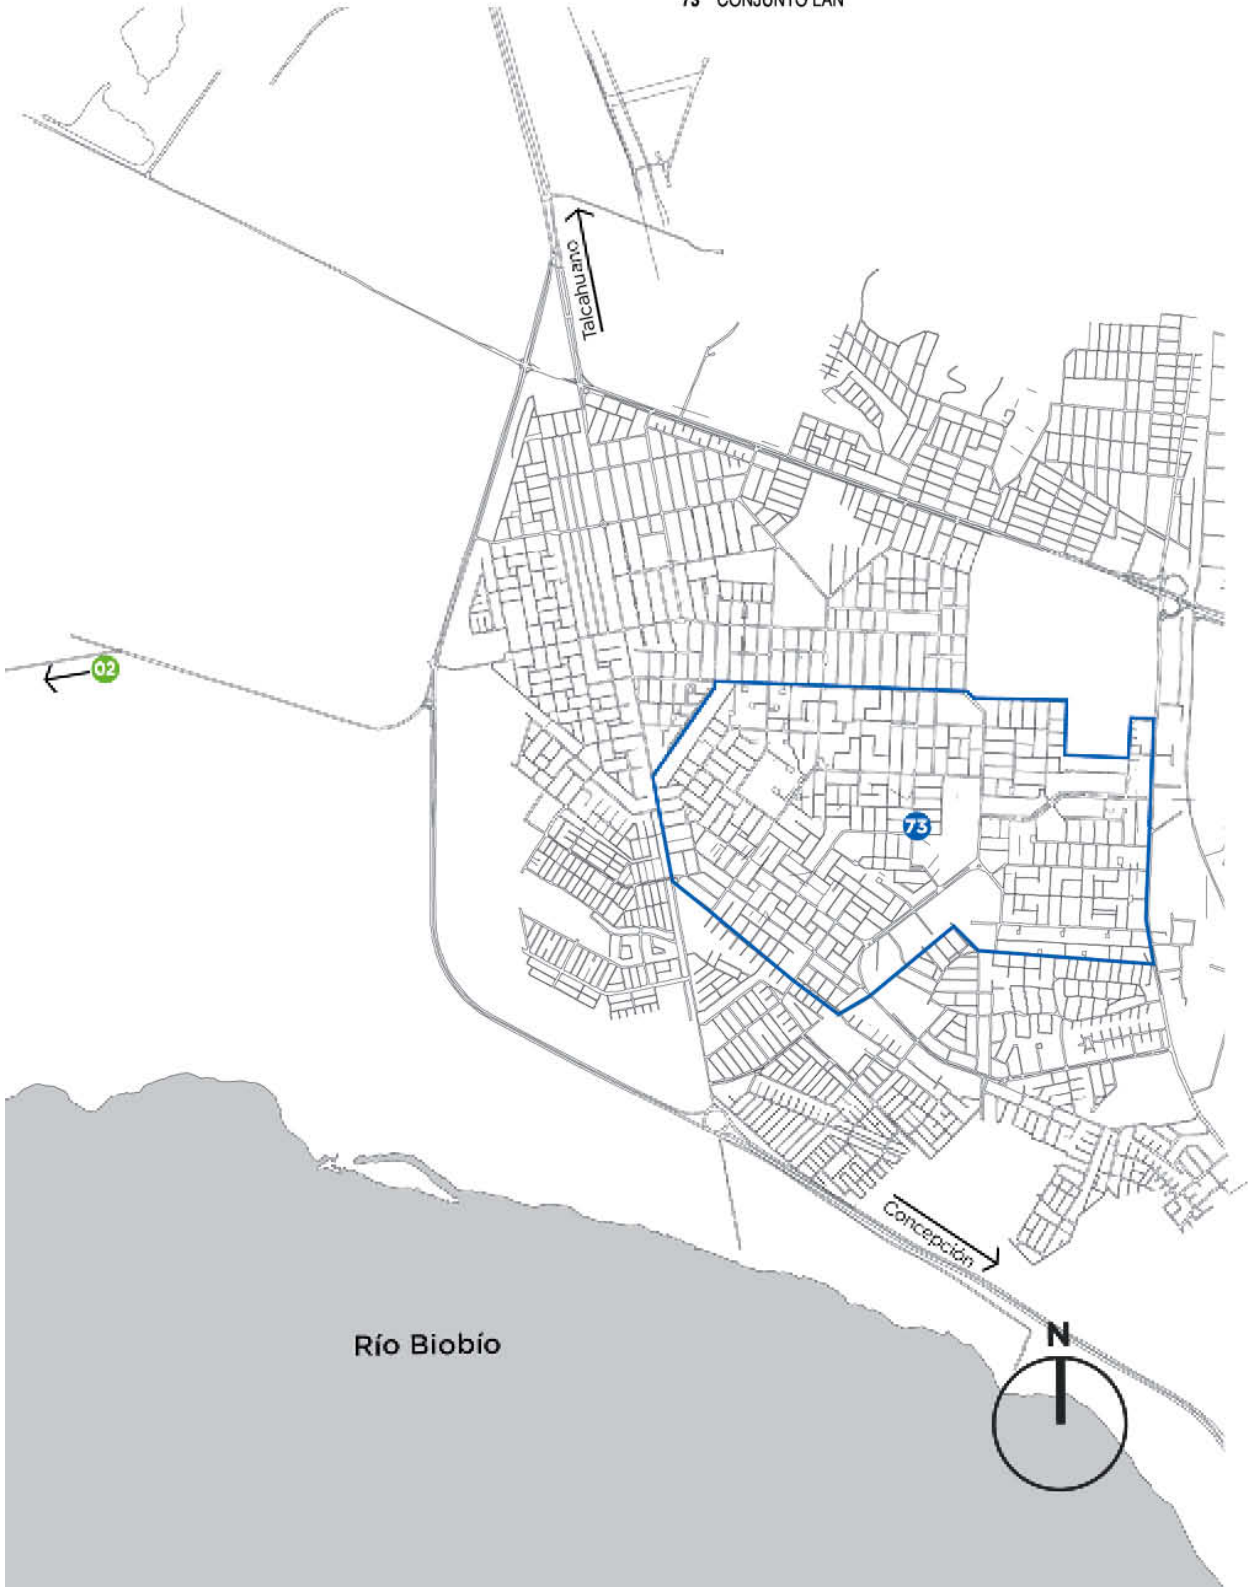 73 CONJUNTO LAN
Talcahuano
02
73
Concepción
Río Biobío
N